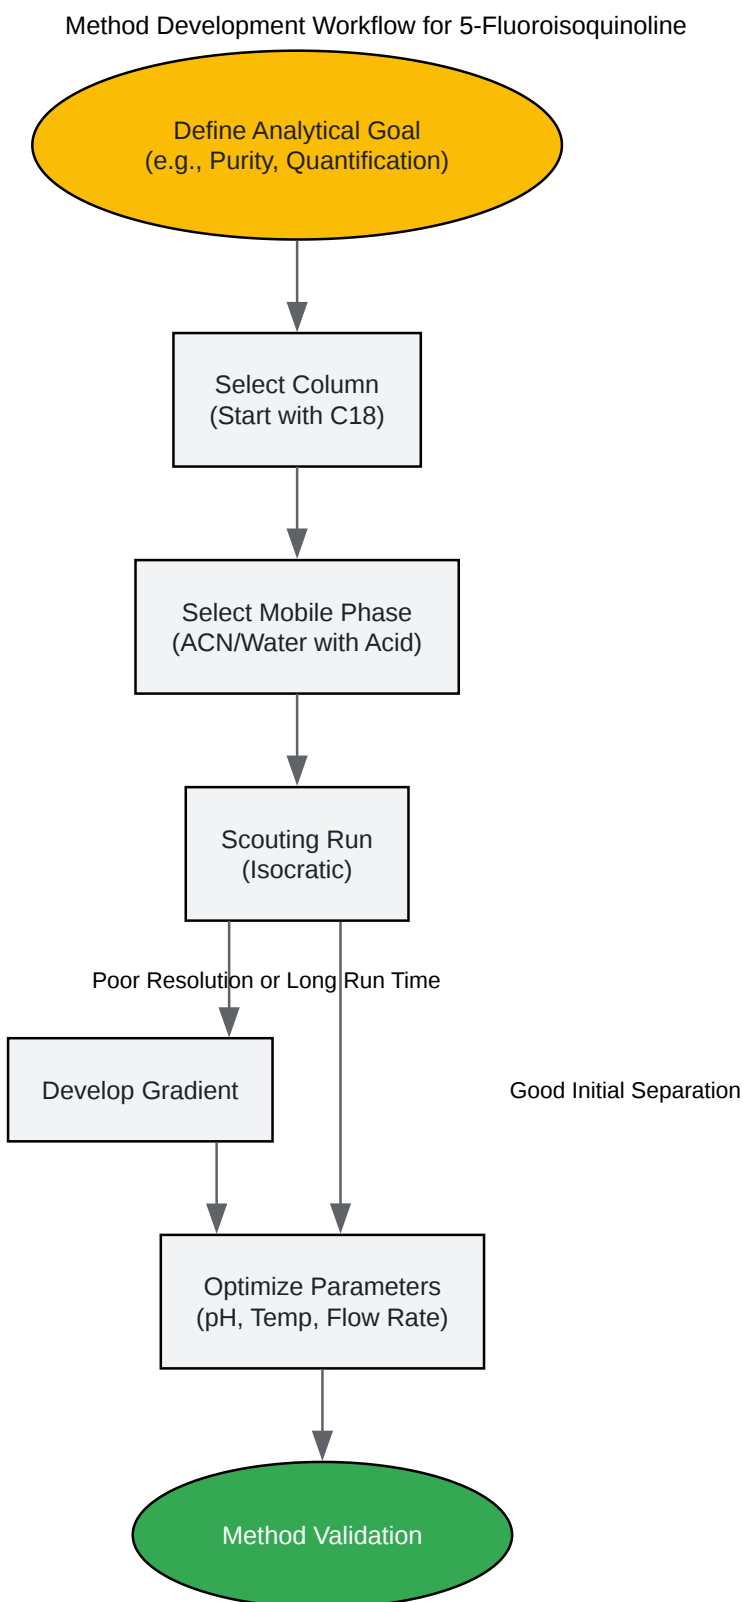 Method Development Workflow for 5-Fluoroisoquinoline
Define Analytical Goal
(e.g., Purity, Quantification)
Select Column
(Start with C18)
Select Mobile Phase
(ACN/Water with Acid)
Scouting Run
(Isocratic)
Poor Resolution or Long Run Time
Develop Gradient
Good Initial Separation
Optimize Parameters
(pH, Temp, Flow Rate)
Method Validation